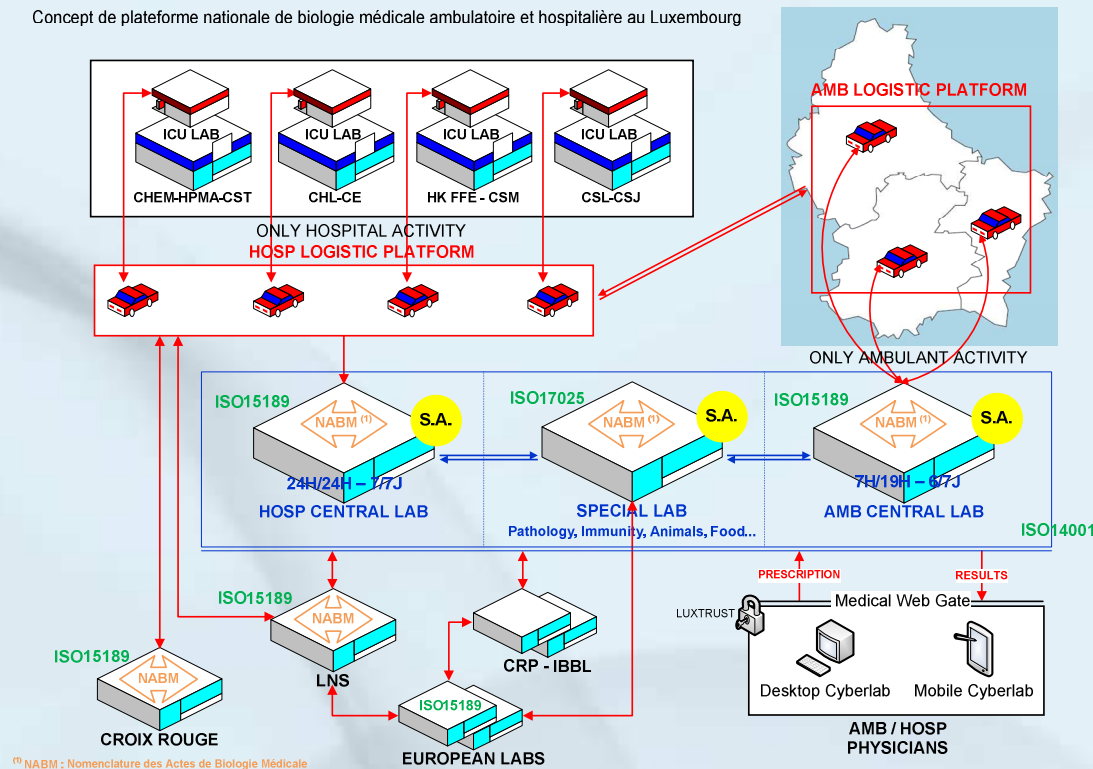 Concept de plateforme nationale de biologie médicale ambulatoire et hospitalière au Luxembourg
AMB LOGISTIC PLATFORM
ICU LAB
ICU LAB
ICU LAB
ICU LAB
CHEM-HPMA-CST
CHL-CE
HK FFE - CSM
CSL-CSJ
ONLY HOSPITAL ACTIVITY
HOSP LOGISTIC PLATFORM
ONLY AMBULANT ACTIVITY
ISO15189
NABM (1)
S.A.
24H/24H – 7/7J
HOSP CENTRAL LAB
ISO17025
NABM (1)
S.A.
SPECIAL LAB
Pathology, Immunity, Animals, Food...
ISO15189
NABM (1)
S.A.
7H/19H – 6/7J
AMB CENTRAL LAB
ISO14001
PRESCRIPTION
RESULTS
LUXTRUST
Medical Web Gate
Desktop Cyberlab
Mobile Cyberlab
AMB / HOSP
PHYSICIANS
ISO15189
NABM
LNS
CRP - IBBL
ISO15189
NABM
CROIX ROUGE
ISO15189
EUROPEAN LABS
(1) NABM : Nomenclature des Actes de Biologie Médicale